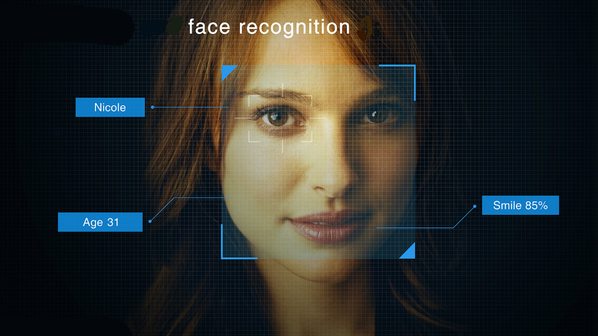 face recognition
Nicole
Age 31
Smile 85%